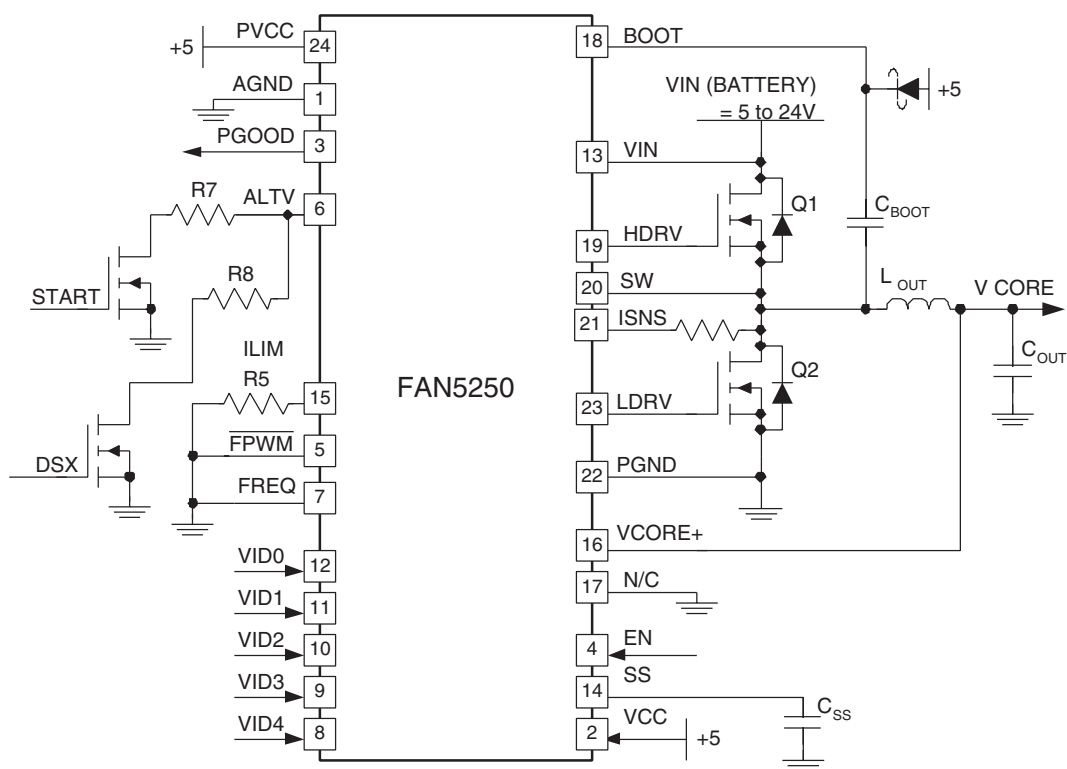 PVCC
+5
24
AGND
1
PGOOD
3
R7
ALTV
6
R8
START
ILIM
R5
15
FPWM
5
DSX
FREQ
7
VID0
12
VID1
11
VID2
10
VID3
9
VID4
8
FAN5250
18
BOOT
VIN (BATTERY)
= 5 to 24V
+5
13
VIN
Q1
CBOOT
19
HDRV
20
SW
LOUT
V CORE
21
ISNS
COUT
Q2
23
LDRV
22
PGND
16
VCORE+
17
N/C
4
EN
14
SS
CSS
2
VCC
+5